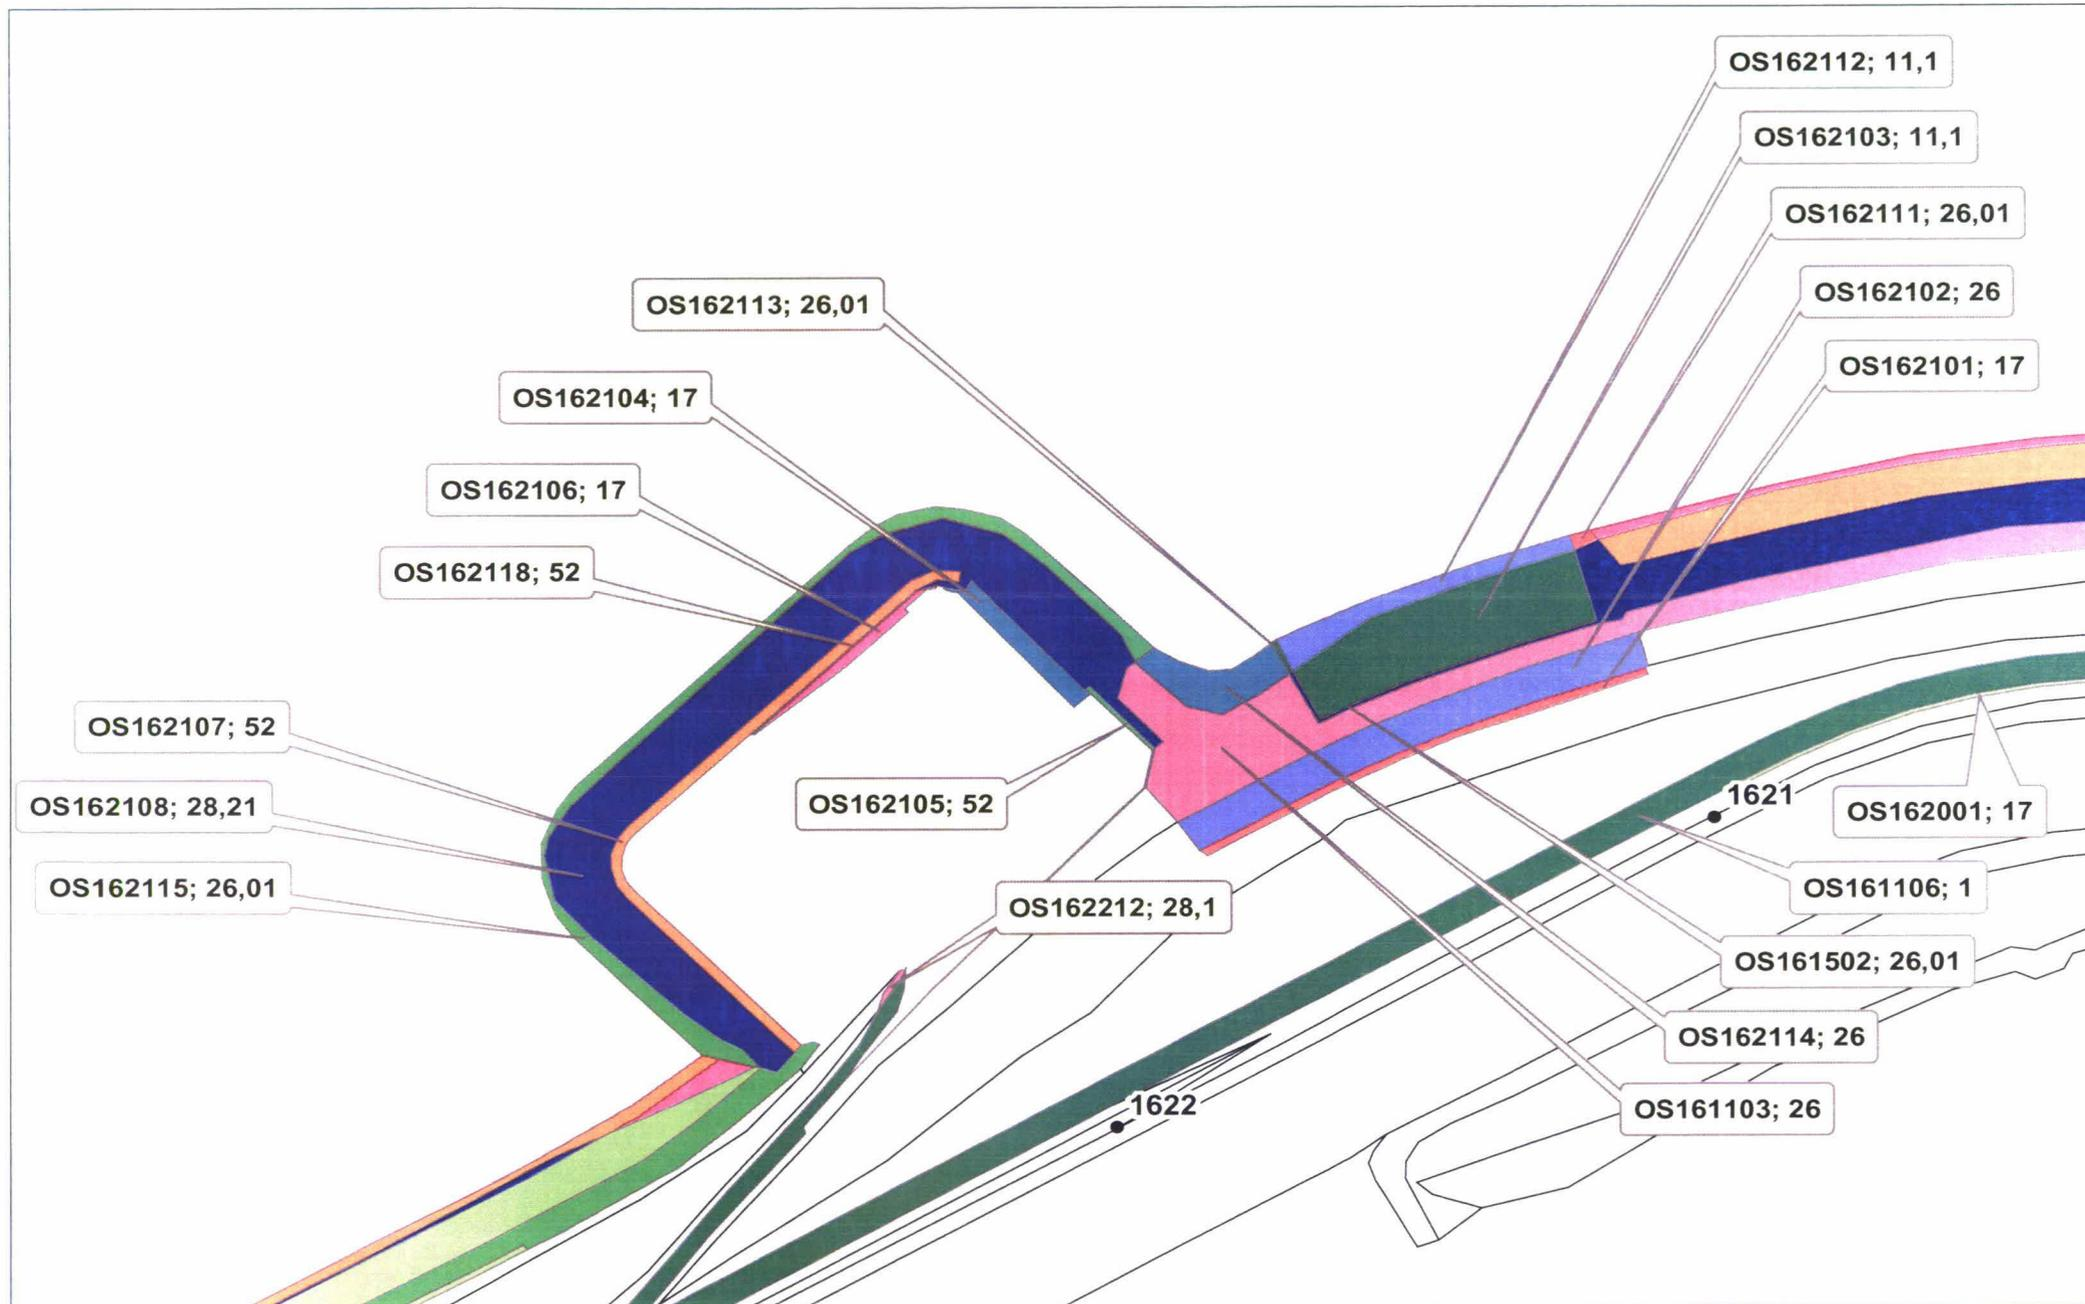 OS162112; 11,1
OS162103; 11,1
OS162111; 26,01
OS162102; 26
OS162113; 26,01
OS162101; 17
OS162104; 17
OS162106; 17
OS162118; 52
OS162107; 52
OS162108; 28,21
OS162105; 52
1621
OS162001; 17
OS162115; 26,01
OS161106; 1
OS162212; 28,1
OS161502; 26,01
OS162114; 26
1622
OS161103; 26